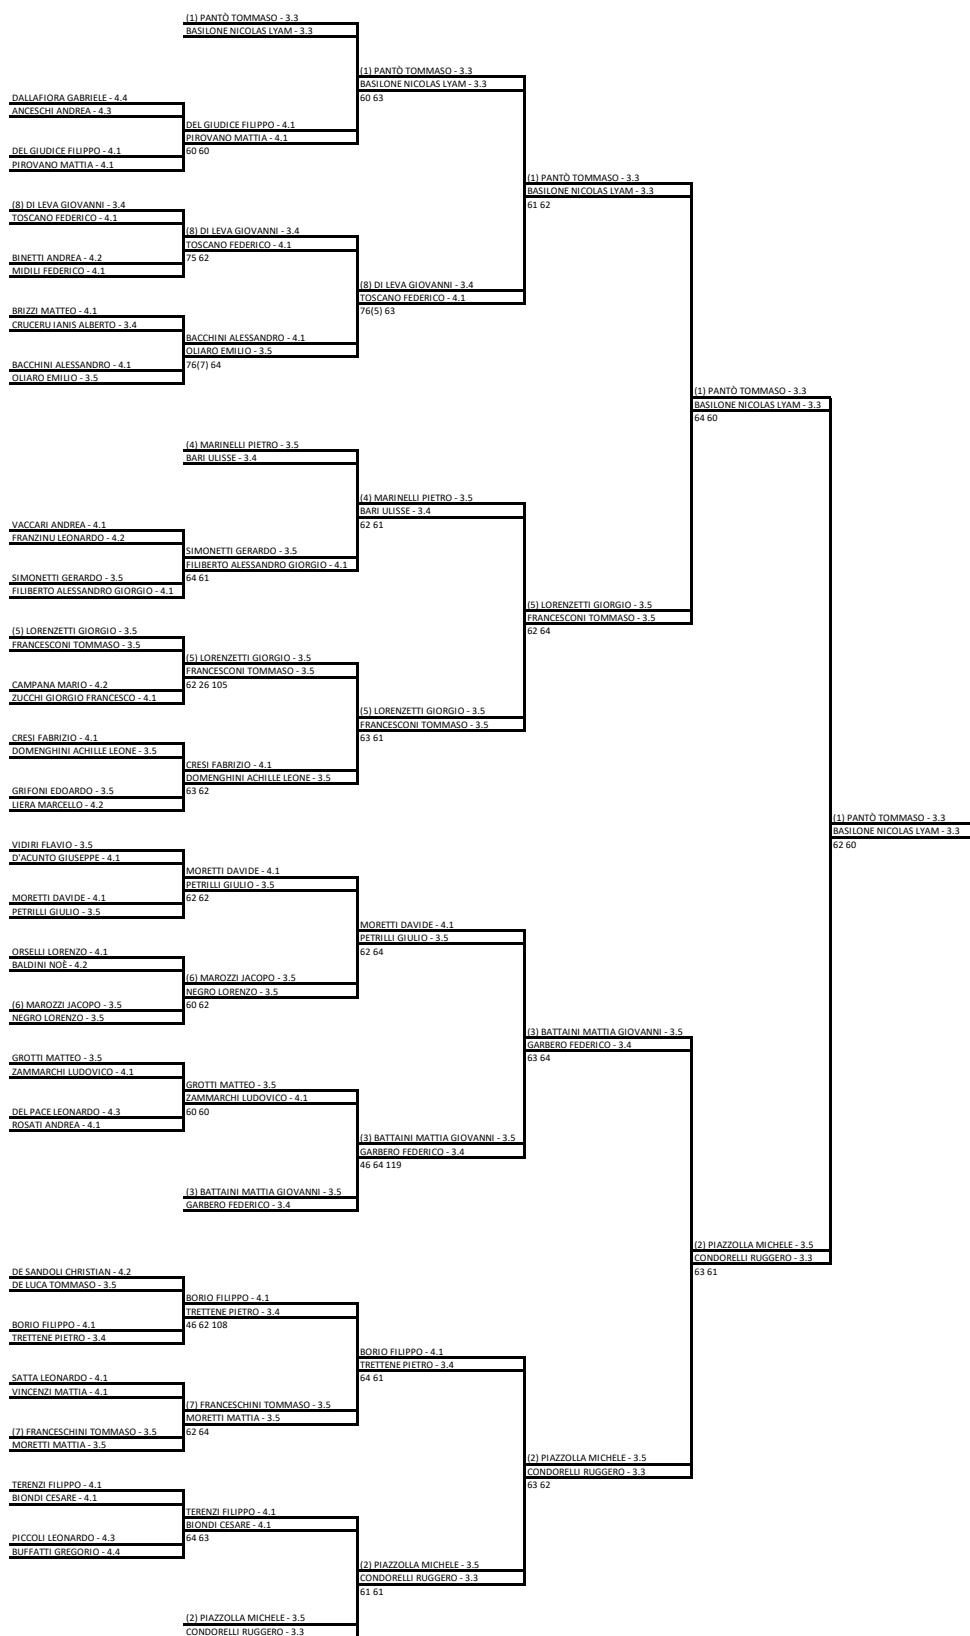 (1) PANTÒ TOMMASO - 3.3
BASILONE NICOLAS LYAM - 3.3
(1) PANTÒ TOMMASO - 3.3
BASILONE NICOLAS LYAM - 3.3
60 63
DALLAFIORA GABRIELE - 4.4
ANCESCHI ANDREA - 4.3
DEL GIUDICE FILIPPO - 4.1
PIROVANO MATTIA - 4.1
60 60
DEL GIUDICE FILIPPO - 4.1
PIROVANO MATTIA - 4.1
(1) PANTÒ TOMMASO - 3.3
BASILONE NICOLAS LYAM - 3.3
61 62
(8) DI LEVA GIOVANNI - 3.4
TOSCANO FEDERICO - 4.1
(8) DI LEVA GIOVANNI - 3.4
TOSCANO FEDERICO - 4.1
75 62
BINETTI ANDREA - 4.2
MIDILI FEDERICO - 4.1
(8) DI LEVA GIOVANNI - 3.4
TOSCANO FEDERICO - 4.1
76(5) 63
BRIZZI MATTEO - 4.1
CRUCERU IANIS ALBERTO - 3.4
BACCHINI ALESSANDRO - 4.1
OLIARO EMILIO - 3.5
76(7) 64
BACCHINI ALESSANDRO - 4.1
OLIARO EMILIO - 3.5
(1) PANTÒ TOMMASO - 3.3
BASILONE NICOLAS LYAM - 3.3
64 60
(4) MARINELLI PIETRO - 3.5
BARI ULISSE - 3.4
(4) MARINELLI PIETRO - 3.5
BARI ULISSE - 3.4
62 61
VACCARI ANDREA - 4.1
FRANZINU LEONARDO - 4.2
SIMONETTI GERARDO - 3.5
FILIBERTO ALESSANDRO GIORGIO - 4.1
64 61
SIMONETTI GERARDO - 3.5
FILIBERTO ALESSANDRO GIORGIO - 4.1
(5) LORENZETTI GIORGIO - 3.5
FRANCESCONI TOMMASO - 3.5
62 64
(5) LORENZETTI GIORGIO - 3.5
FRANCESCONI TOMMASO - 3.5
(5) LORENZETTI GIORGIO - 3.5
FRANCESCONI TOMMASO - 3.5
62 26 105
CAMPANA MARIO - 4.2
ZUCCHI GIORGIO FRANCESCO - 4.1
(5) LORENZETTI GIORGIO - 3.5
FRANCESCONI TOMMASO - 3.5
63 61
CRESI FABRIZIO - 4.1
DOMENGHINI ACHILLE LEONE - 3.5
CRESI FABRIZIO - 4.1
DOMENGHINI ACHILLE LEONE - 3.5
63 62
GRIFONI EDOARDO - 3.5
LIERA MARCELLO - 4.2
(1) PANTÒ TOMMASO - 3.3
BASILONE NICOLAS LYAM - 3.3
62 60
VIDIRI FLAVIO - 3.5
D'ACUNTO GIUSEPPE - 4.1
MORETTI DAVIDE - 4.1
PETRILLI GIULIO - 3.5
62 62
MORETTI DAVIDE - 4.1
PETRILLI GIULIO - 3.5
MORETTI DAVIDE - 4.1
PETRILLI GIULIO - 3.5
62 64
ORSELLI LORENZO - 4.1
BALDINI NOÈ - 4.2
(6) MAROZZI JACOPO - 3.5
NEGRO LORENZO - 3.5
60 62
(6) MAROZZI JACOPO - 3.5
NEGRO LORENZO - 3.5
(3) BATTAINI MATTIA GIOVANNI - 3.5
GARBERO FEDERICO - 3.4
63 64
GROTTI MATTEO - 3.5
ZAMMARCHI LUDOVICO - 4.1
GROTTI MATTEO - 3.5
ZAMMARCHI LUDOVICO - 4.1
60 60
DEL PACE LEONARDO - 4.3
ROSATI ANDREA - 4.1
(3) BATTAINI MATTIA GIOVANNI - 3.5
GARBERO FEDERICO - 3.4
46 64 119
(3) BATTAINI MATTIA GIOVANNI - 3.5
GARBERO FEDERICO - 3.4
(2) PIAZZOLLA MICHELE - 3.5
CONDORELLI RUGGERO - 3.3
63 61
DE SANDOLI CHRISTIAN - 4.2
DE LUCA TOMMASO - 3.5
BORIO FILIPPO - 4.1
TRETTENE PIETRO - 3.4
46 62 108
BORIO FILIPPO - 4.1
TRETTENE PIETRO - 3.4
BORIO FILIPPO - 4.1
TRETTENE PIETRO - 3.4
64 61
SATTA LEONARDO - 4.1
VINCENZI MATTIA - 4.1
(7) FRANCESCHINI TOMMASO - 3.5
MORETTI MATTIA - 3.5
62 64
(7) FRANCESCHINI TOMMASO - 3.5
MORETTI MATTIA - 3.5
(2) PIAZZOLLA MICHELE - 3.5
CONDORELLI RUGGERO - 3.3
63 62
TERENZI FILIPPO - 4.1
BIONDI CESARE - 4.1
TERENZI FILIPPO - 4.1
BIONDI CESARE - 4.1
64 63
PICCOLI LEONARDO - 4.3
BUFFATTI GREGORIO - 4.4
(2) PIAZZOLLA MICHELE - 3.5
CONDORELLI RUGGERO - 3.3
61 61
(2) PIAZZOLLA MICHELE - 3.5
CONDORELLI RUGGERO - 3.3